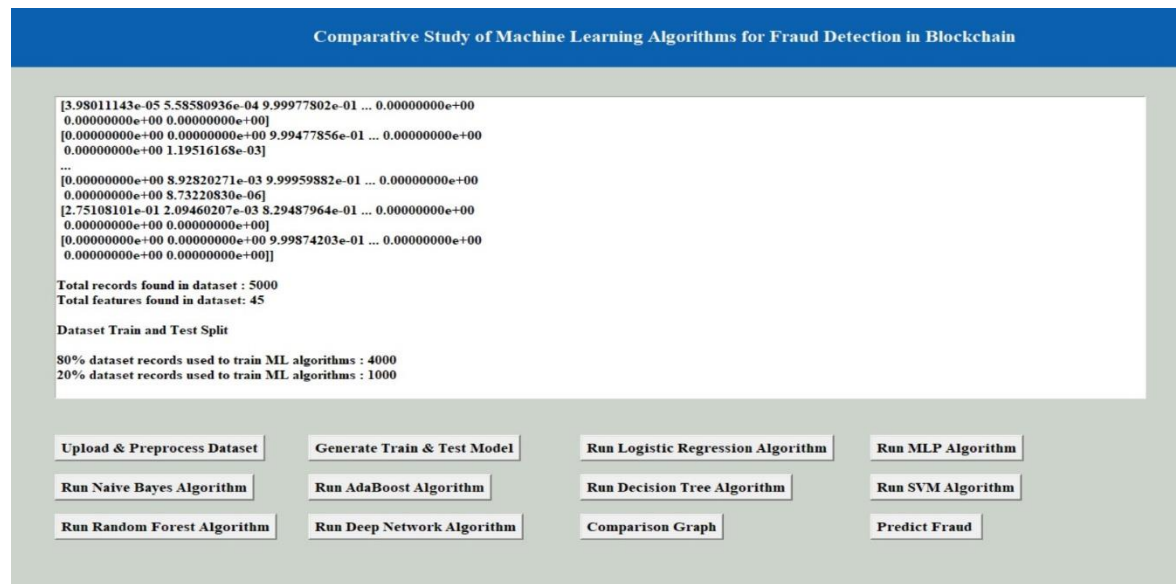 Comparative Study of Machine Learning Algorithms for Fraud Detection in Blockchain
[3.98011143e-05 5.58580936e-04 9.99977802e-01 ... 0.00000000e+00
0.00000000e+00 0.00000000e+00]
[0.00000000e+00 0.00000000e+00 9.99477856e-01 ... 0.00000000e+00
0.00000000e+00 1.19516168e-03]
...
[0.00000000e+00 8.92820271e-03 9.99959882e-01 ... 0.00000000e+00
0.00000000e+00 8.73220830e-06]
[2.75108101e-01 2.09460207e-03 8.29487964e-01 ... 0.00000000e+00
0.00000000e+00 0.00000000e+00]
[0.00000000e+00 0.00000000e+00 9.99874203e-01 ... 0.00000000e+00
0.00000000e+00 0.00000000e+00]]
Total records found in dataset : 5000
Total features found in dataset: 45
Dataset Train and Test Split
80% dataset records used to train ML algorithms : 4000
20% dataset records used to train ML algorithms : 1000
Upload & Preprocess Dataset Generate Train & Test Model Run Logistic Regression Algorithm Run MLP Algorithm
Run Naive Bayes Algorithm Run AdaBoost Algorithm Run Decision Tree Algorithm Run SVM Algorithm
Run Random Forest Algorithm Run Deep Network Algorithm Comparison Graph Predict Fraud